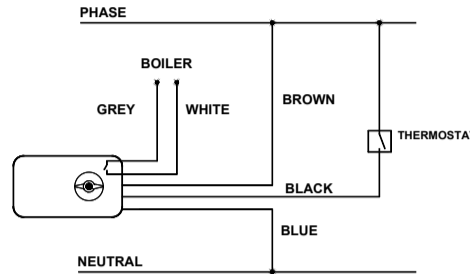 PHASE
BOILER
GREY
WHITE
BROWN
THERMOSTA
BLACK
BLUE
NEUTRAL